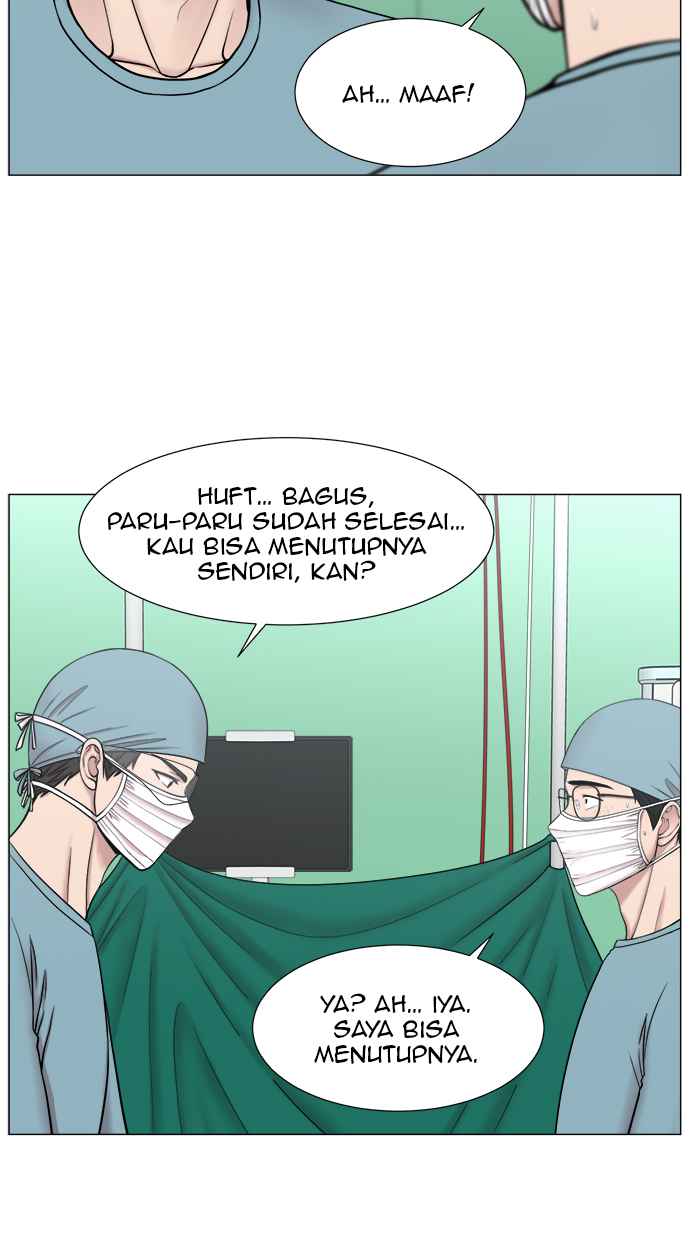 AH... MAAF!
HUFT... BAGUS,
PARU-PARU SUDAH SELESAI...
KAU BISA MENUTUPNYA
SENDIRI, KAN?
YA? AH... IYA.
SAYA BISA
MENUTUPNYA.